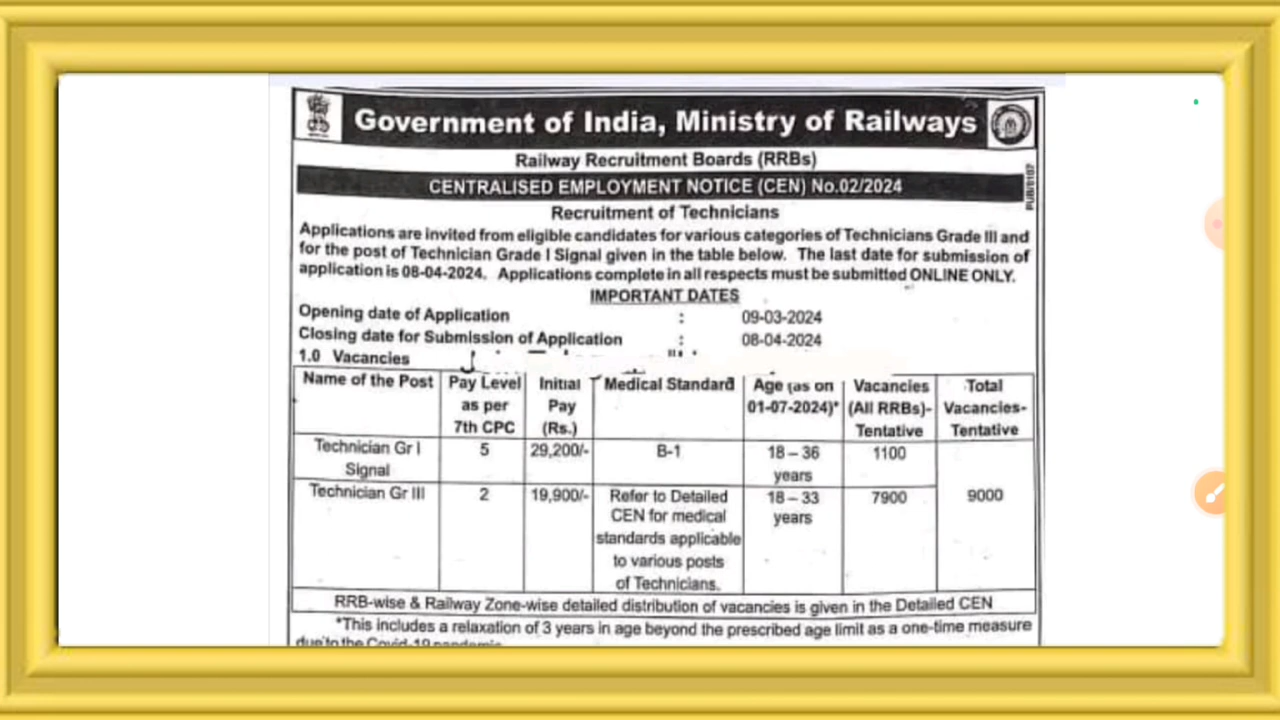 Government of India, Ministry of Railways
Railway Recruitment Boards (RRBs)
PUB/0107
CENTRALISED EMPLOYMENT NOTICE (CEN) No.02/2024
Recruitment of Technicians
Applications are invited from eligible candidates for various categories of Technicians Grade III and
for the post of Technician Grade I Signal given in the table below. The last date for submission of
application is 08-04-2024. Applications complete in all respects must be submitted ONLINE ONLY.
IMPORTANT DATES
Opening date of Application : 09-03-2024
Closing date for Submission of Application : 08-04-2024
1.0 Vacancies
Name of the Post Pay Level Initial Medical Standard Age (as on Vacancies Total
as per Pay 01-07-2024)* (All RRBs)- Vacancies-
7th CPC (Rs.) Tentative Tentative
Technician Gr I 5 29,200/- B-1 18 – 36 1100
Signal years
Technician Gr III 2 19,900/- Refer to Detailed 18 – 33 7900 9000
CEN for medical years
standards applicable
to various posts
of Technicians.
RRB-wise & Railway Zone-wise detailed distribution of vacancies is given in the Detailed CEN
*This includes a relaxation of 3 years in age beyond the prescribed age limit as a one-time measure
due to the Covid-19 pandemic